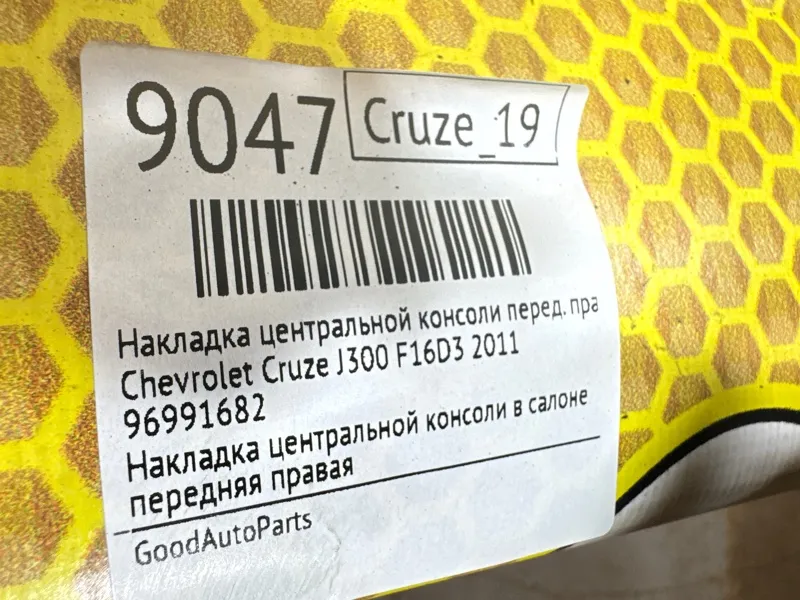 9047 Cruze_19
Накладка центральной консоли перед. пра
Chevrolet Cruze J300 F16D3 2011
96991682
Накладка центральной консоли в салоне
передняя правая
GoodAutoParts